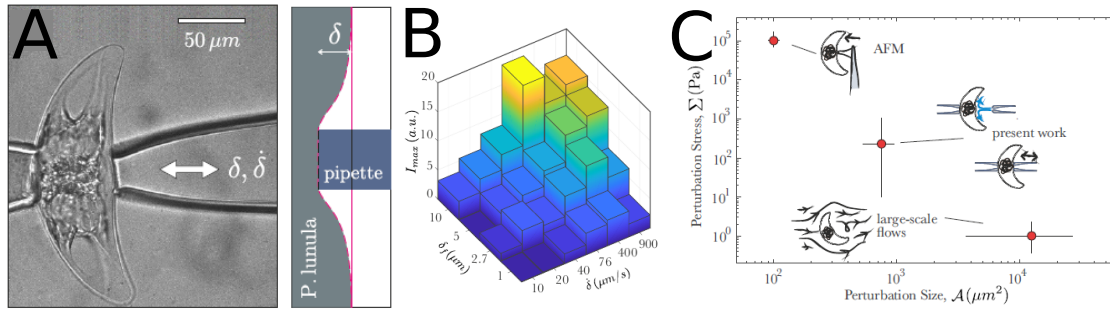 A
50 μm
δ, δ̇
δ
pipette
P. lunula
B
I_max (a.u.)
20
15
10
5
0
10
5
2.7
1
δ_f (μm)
10
20
40
76
400
900
δ̇ (μm/s)
C
Perturbation Stress, Σ (Pa)
10^5
10^4
10^3
10^2
10^1
10^0
AFM
present work
large-scale
flows
10^2
10^3
10^4
Perturbation Size, 𝒜(μm²)